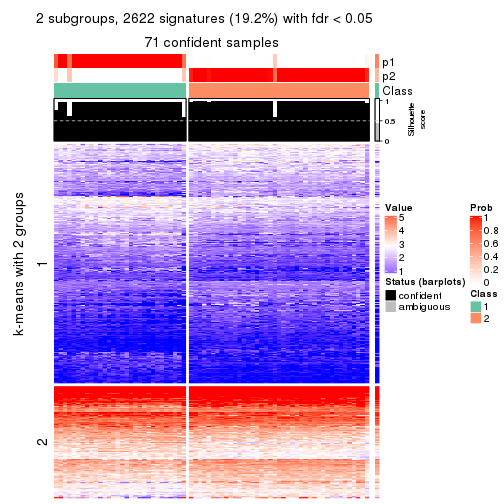 2 subgroups, 2622 signatures (19.2%) with fdr < 0.05
71 confident samples
p1
p2
Class
1
0.5
0
Silhouette
score
k-means with 2 groups
1
2
Value
5
4
3
2
1
Status (barplots)
confident
ambiguous
Prob
1
0.8
0.6
0.4
0.2
0
Class
1
2